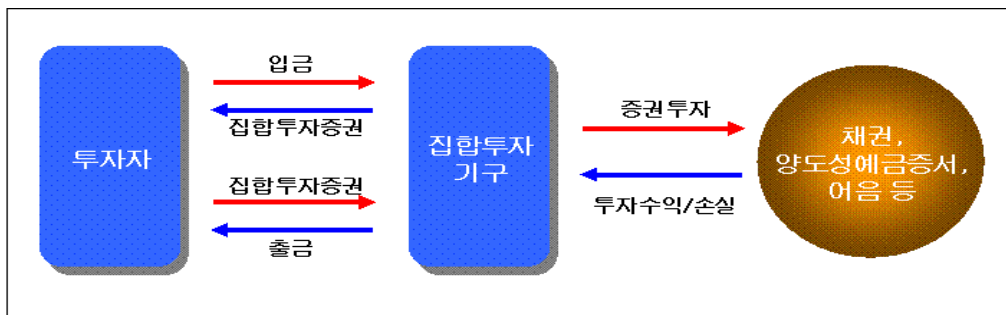 투자자
입금
집합투자증권
집합투자증권
출금
집합투자
기구
증권투자
투자수익/손실
채권,
양도성예금증서,
어음 등